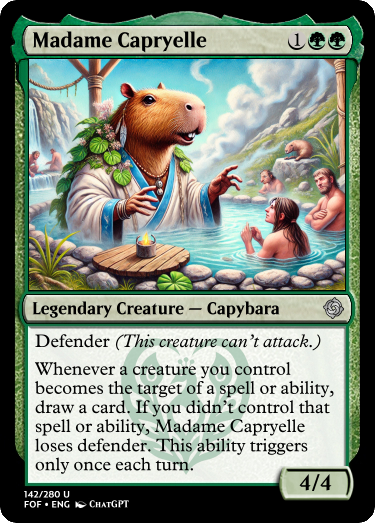 Madame Capryelle 1
Legendary Creature — Capybara
Defender (This creature can't attack.)
Whenever a creature you control
becomes the target of a spell or ability,
draw a card. If you didn't control that
spell or ability, Madame Capryelle
loses defender. This ability triggers
only once each turn.
4/4
142/280 U
FOF • ENG ChatGPT